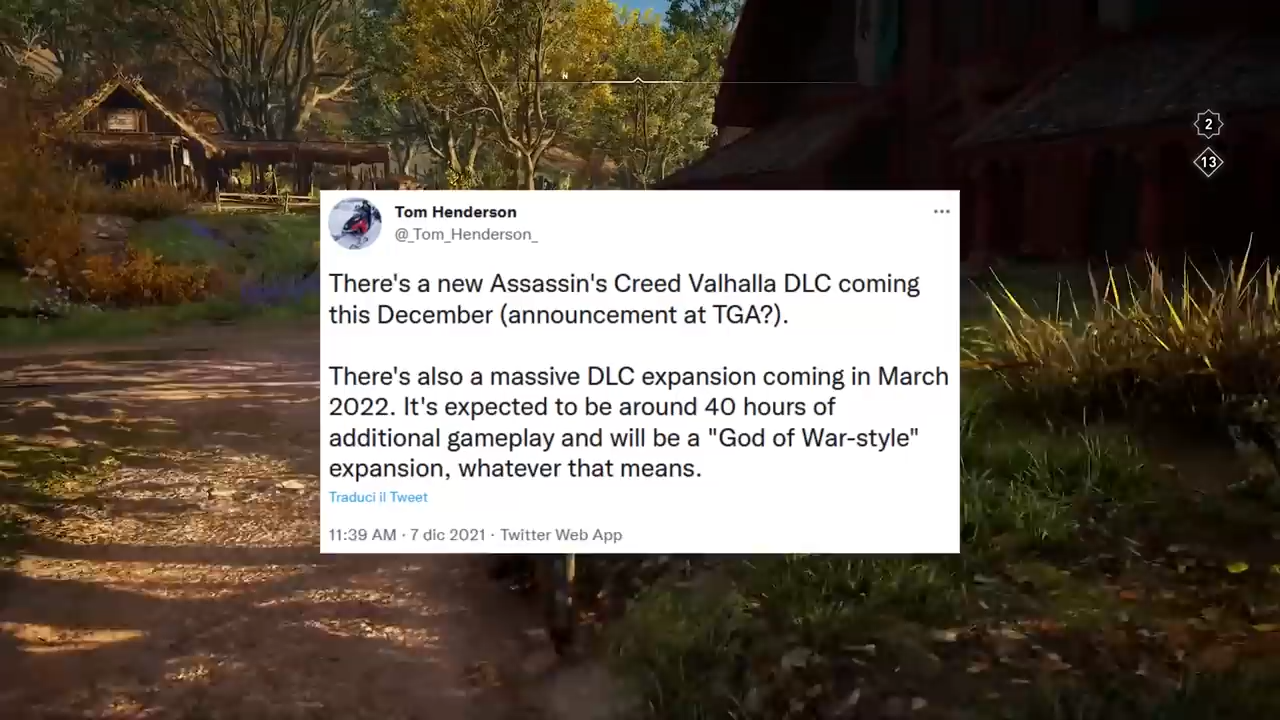 N
2
13
Tom Henderson
@_Tom_Henderson_
There's a new Assassin's Creed Valhalla DLC coming
this December (announcement at TGA?).
There's also a massive DLC expansion coming in March
2022. It's expected to be around 40 hours of
additional gameplay and will be a "God of War-style"
expansion, whatever that means.
Traduci il Tweet
11:39 AM · 7 dic 2021 · Twitter Web App